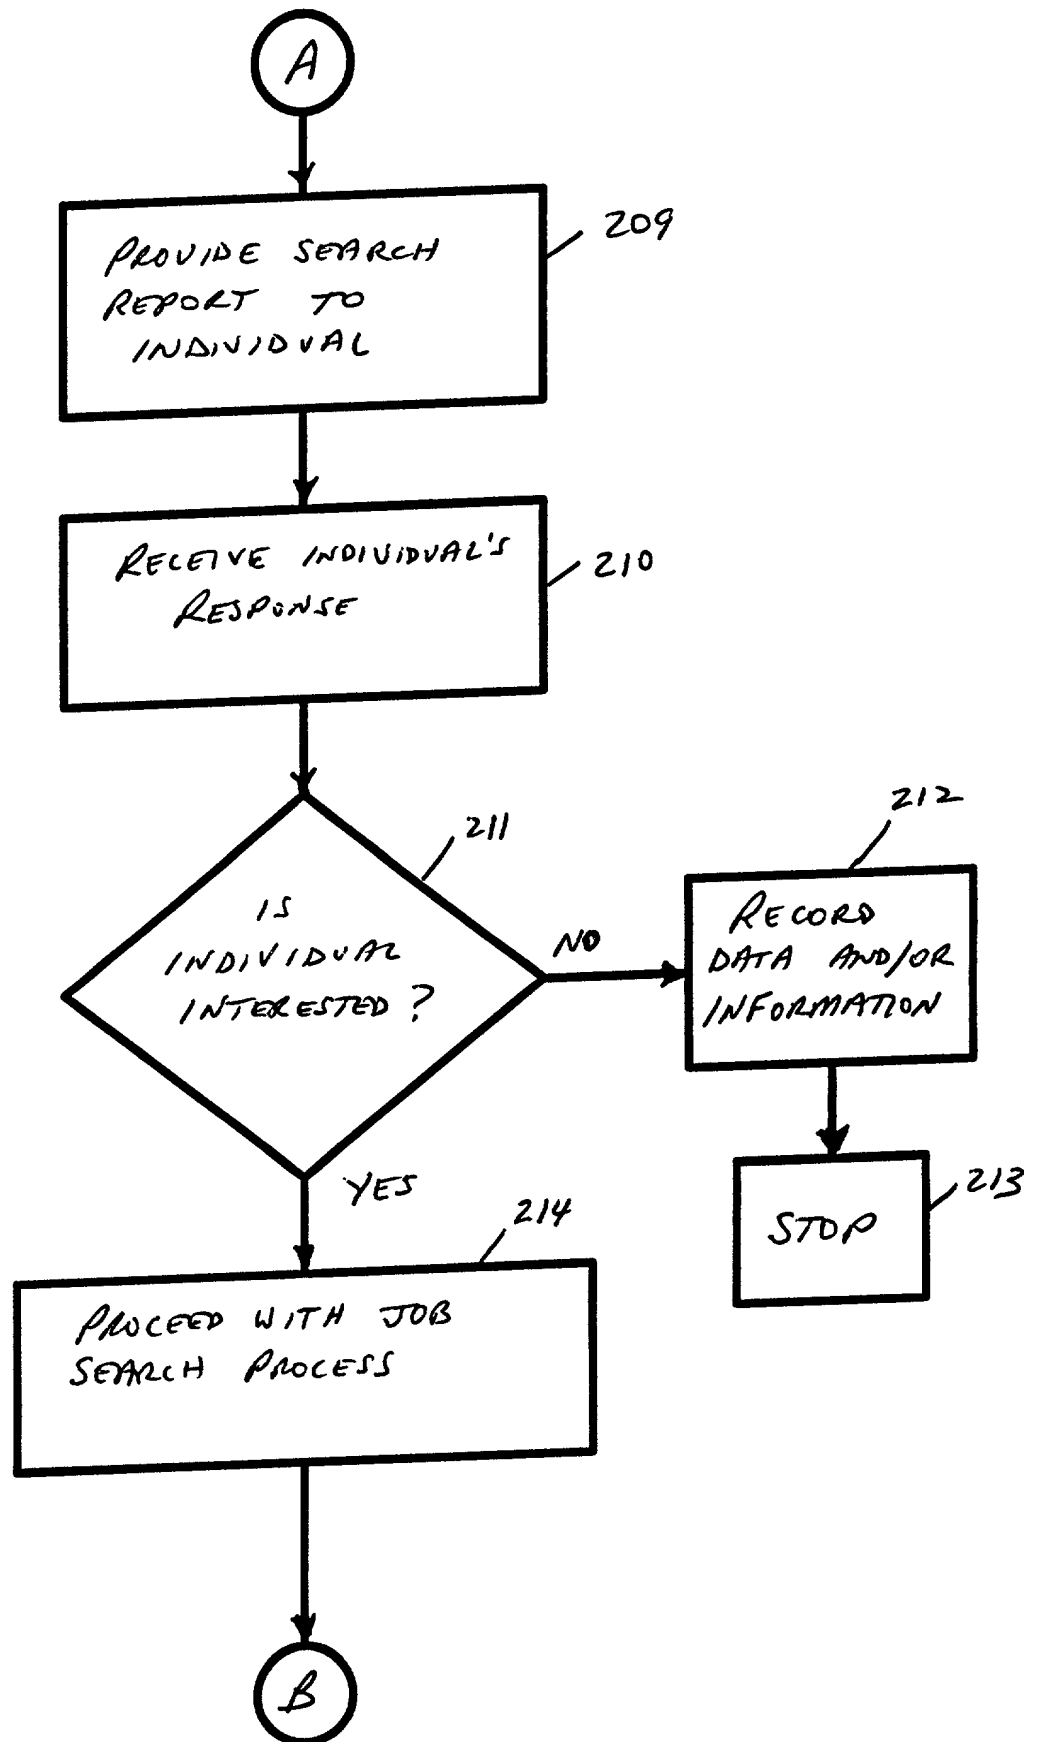 A
PROVIDE SEARCH
REPORT TO
INDIVIDUAL
209
RECEIVE INDIVIDUAL'S
RESPONSE
210
211
IS
INDIVIDUAL
INTERESTED?
NO
212
RECORD
DATA AND/OR
INFORMATION
213
STOP
YES
214
PROCEED WITH JOB
SEARCH PROCESS
B